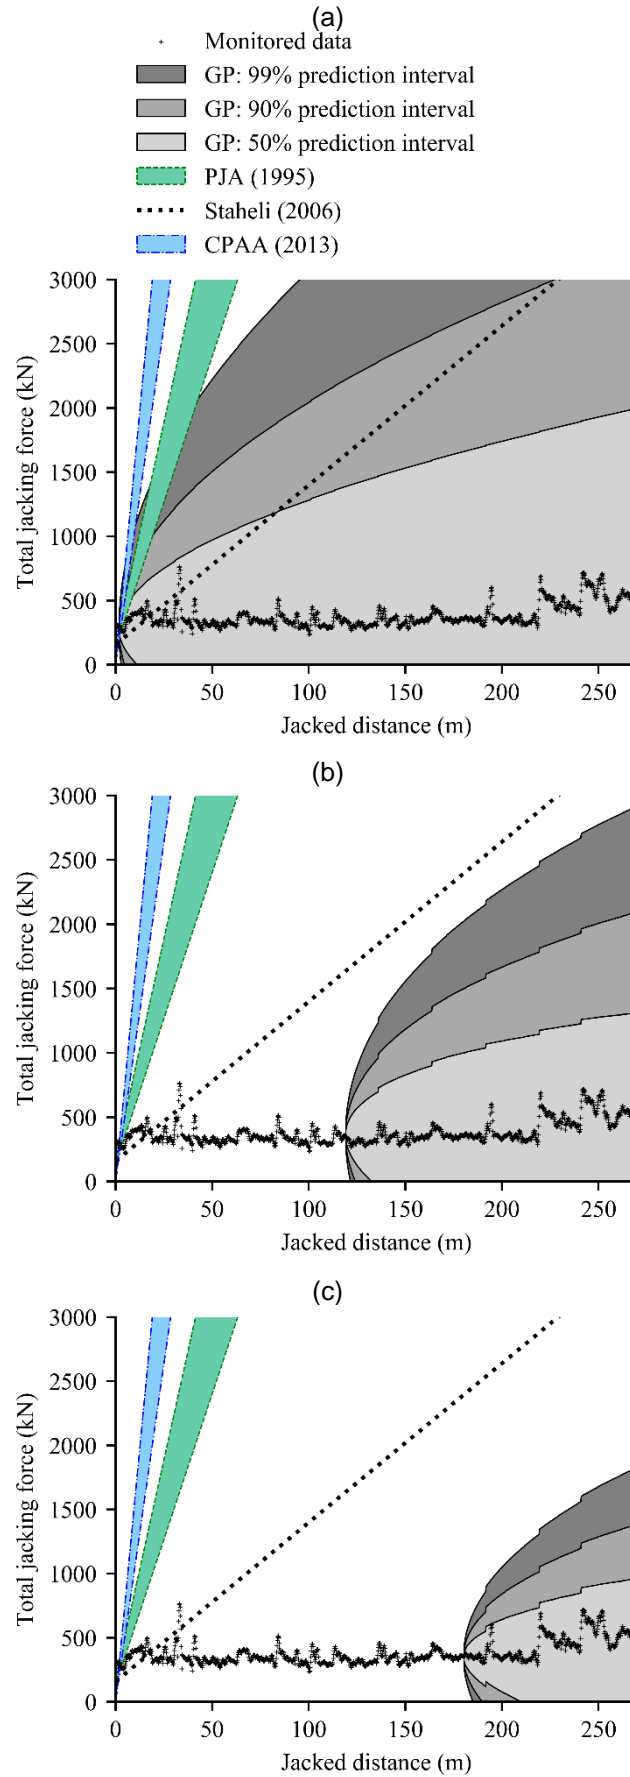 (a)
Monitored data
GP: 99% prediction interval
GP: 90% prediction interval
GP: 50% prediction interval
PJA (1995)
Staheli (2006)
CPAA (2013)
3000
2500
2000
1500
1000
500
0
Total jacking force (kN)
0 50 100 150 200 250
Jacked distance (m)
(b)
3000
2500
2000
1500
1000
500
0
Total jacking force (kN)
0 50 100 150 200 250
Jacked distance (m)
(c)
3000
2500
2000
1500
1000
500
0
Total jacking force (kN)
0 50 100 150 200 250
Jacked distance (m)